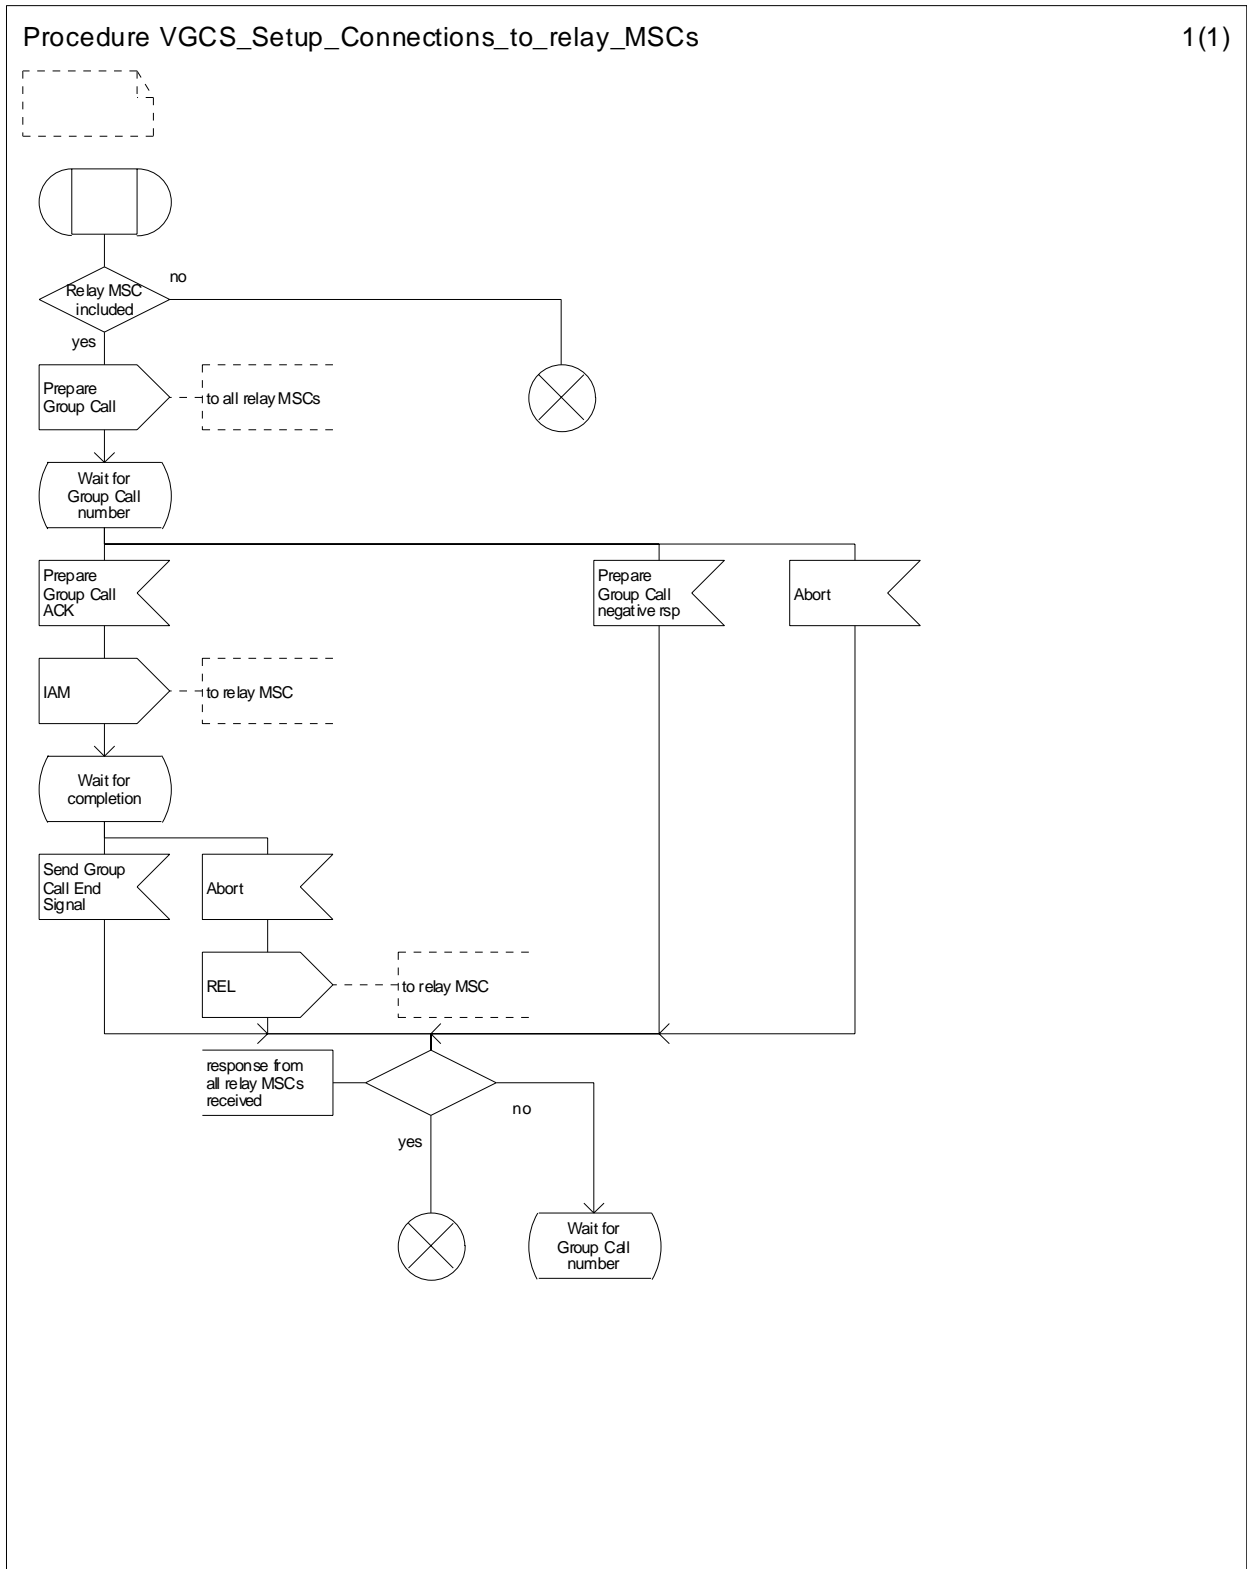 Procedure VGCS_Setup_Connections_to_relay_MSCs 1(1)
no
Relay MSC
included
yes
Prepare
Group Call
to all relay MSCs
Wait for
Group Call
number
Prepare
Group Call
ACK
Prepare
Group Call
negative rsp
Abort
IAM
to relay MSC
Wait for
completion
Send Group
Call End
Signal
Abort
REL
to relay MSC
response from
all relay MSCs
received
no
yes
Wait for
Group Call
number